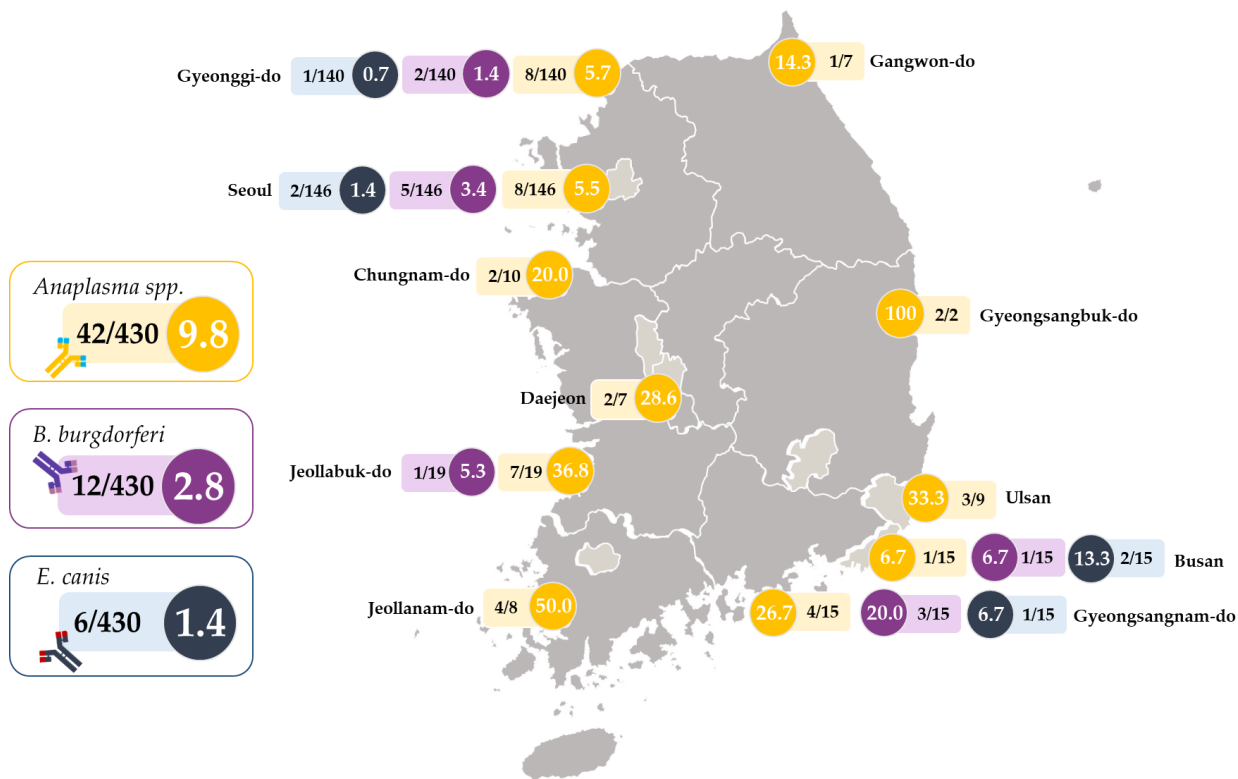 Gyeonggi-do 1/140 0.7 2/140 1.4 8/140 5.7
14.3 1/7 Gangwon-do
Seoul 2/146 1.4 5/146 3.4 8/146 5.5
Chungnam-do 2/10 20.0
Anaplasma spp.
42/430 9.8
100 2/2 Gyeongsangbuk-do
Daejeon 2/7 28.6
B. burgdorferi
12/430 2.8
Jeollabuk-do 1/19 5.3 7/19 36.8
33.3 3/9 Ulsan
6.7 1/15 6.7 1/15 13.3 2/15 Busan
E. canis
6/430 1.4
Jeollanam-do 4/8 50.0
26.7 4/15 20.0 3/15 6.7 1/15 Gyeongsangnam-do